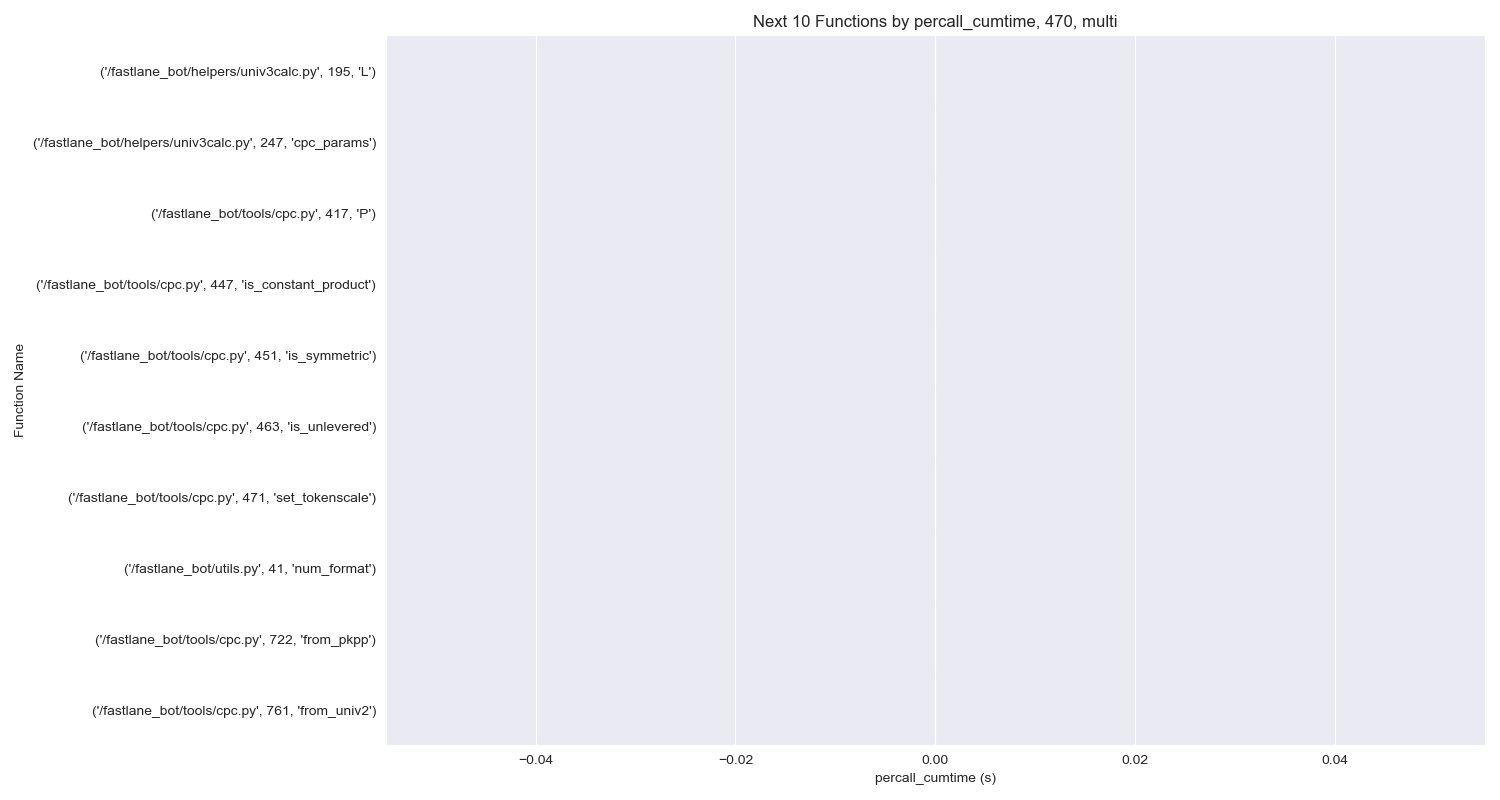 Next 10 Functions by percall_cumtime, 470, multi
('/fastlane_bot/helpers/univ3calc.py', 195, 'L')
('/fastlane_bot/helpers/univ3calc.py', 247, 'cpc_params')
('/fastlane_bot/tools/cpc.py', 417, 'P')
('/fastlane_bot/tools/cpc.py', 447, 'is_constant_product')
('/fastlane_bot/tools/cpc.py', 451, 'is_symmetric')
('/fastlane_bot/tools/cpc.py', 463, 'is_unlevered')
('/fastlane_bot/tools/cpc.py', 471, 'set_tokenscale')
('/fastlane_bot/utils.py', 41, 'num_format')
('/fastlane_bot/tools/cpc.py', 722, 'from_pkpp')
('/fastlane_bot/tools/cpc.py', 761, 'from_univ2')
Function Name
−0.04 −0.02 0.00 0.02 0.04
percall_cumtime (s)